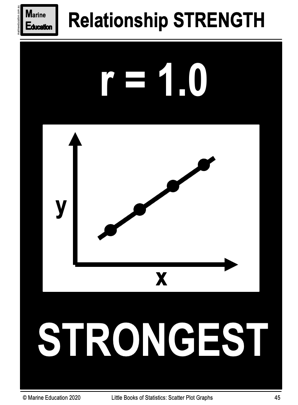 Marine
Education
Relationship STRENGTH
r = 1.0
y
x
STRONGEST
© Marine Education 2020 Little Books of Statistics: Scatter Plot Graphs 45